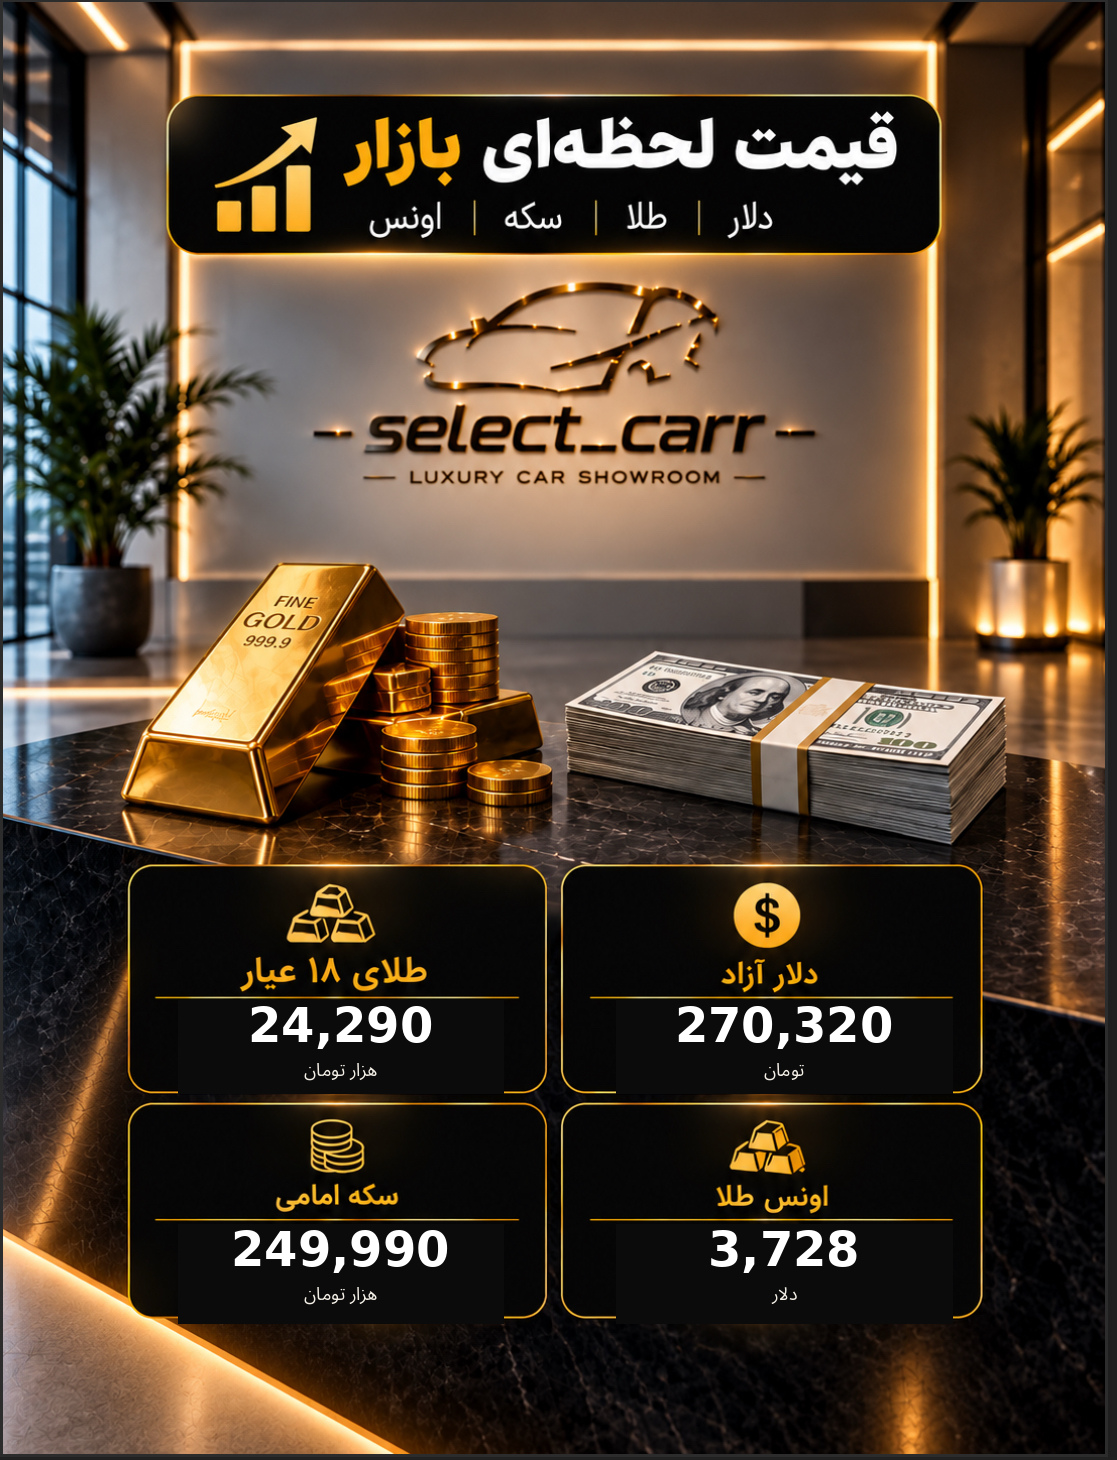 قیمت لحظه‌ای بازار
دلار | طلا | سکه | اونس
select_carr
LUXURY CAR SHOWROOM
FINE
GOLD
999.9
100
دلار آزاد
270,320
تومان
طلای ۱۸ عیار
24,290
هزار تومان
اونس طلا
3,728
دلار
سکه امامی
249,990
هزار تومان